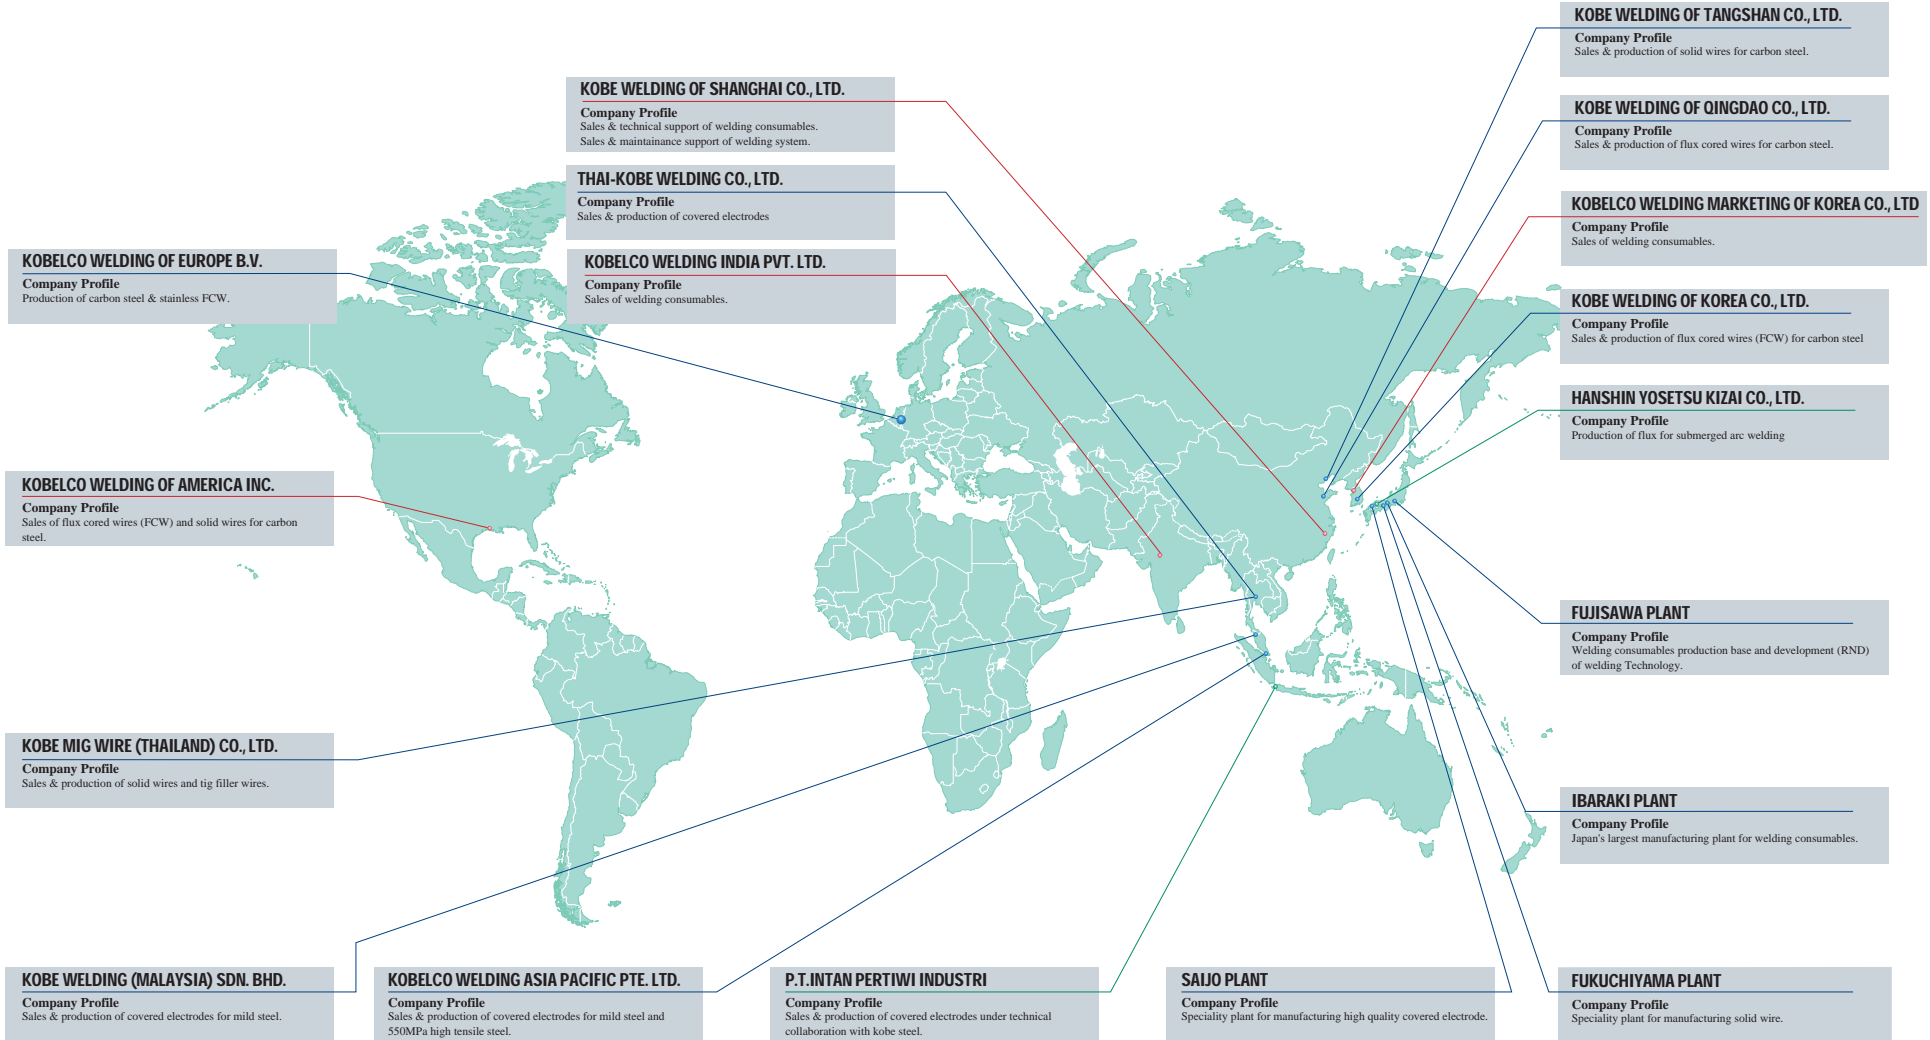 KOBE WELDING OF TANGSHAN CO., LTD.
Company Profile
Sales & production of solid wires for carbon steel.
KOBE WELDING OF SHANGHAI CO., LTD.
Company Profile
Sales & technical support of welding consumables.
Sales & maintainance support of welding system.
KOBE WELDING OF QINGDAO CO., LTD.
Company Profile
Sales & production of flux cored wires for carbon steel.
THAI-KOBE WELDING CO., LTD.
Company Profile
Sales & production of covered electrodes
KOBELCO WELDING MARKETING OF KOREA CO., LTD
Company Profile
Sales of welding consumables.
KOBELCO WELDING OF EUROPE B.V.
Company Profile
Production of carbon steel & stainless FCW.
KOBELCO WELDING INDIA PVT. LTD.
Company Profile
Sales of welding consumables.
KOBE WELDING OF KOREA CO., LTD.
Company Profile
Sales & production of flux cored wires (FCW) for carbon steel
HANSHIN YOSETSU KIZAI CO., LTD.
Company Profile
Production of flux for submerged arc welding
KOBELCO WELDING OF AMERICA INC.
Company Profile
Sales of flux cored wires (FCW) and solid wires for carbon
steel.
FUJISAWA PLANT
Company Profile
Welding consumables production base and development (RND)
of welding Technology.
KOBE MIG WIRE (THAILAND) CO., LTD.
Company Profile
Sales & production of solid wires and tig filler wires.
IBARAKI PLANT
Company Profile
Japan's largest manufacturing plant for welding consumables.
KOBE WELDING (MALAYSIA) SDN. BHD.
Company Profile
Sales & production of covered electrodes for mild steel.
KOBELCO WELDING ASIA PACIFIC PTE. LTD.
Company Profile
Sales & production of covered electrodes for mild steel and
550MPa high tensile steel.
P.T.INTAN PERTIWI INDUSTRI
Company Profile
Sales & production of covered electrodes under technical
collaboration with kobe steel.
SAIJO PLANT
Company Profile
Speciality plant for manufacturing high quality covered electrode.
FUKUCHIYAMA PLANT
Company Profile
Speciality plant for manufacturing solid wire.